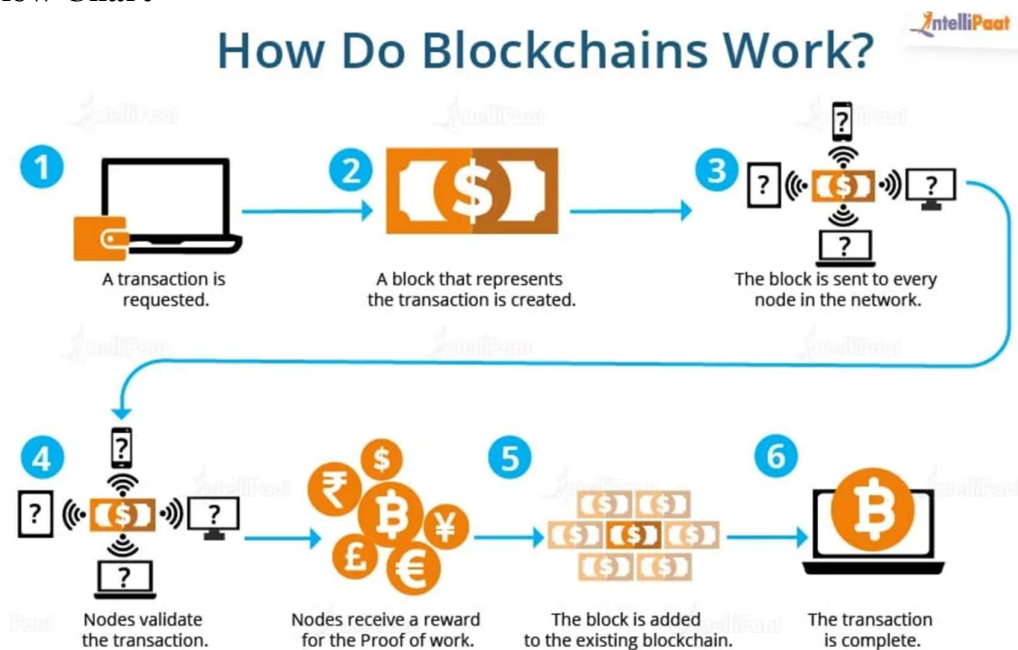 IntelliPaat
How Do Blockchains Work?
1
2
3
A transaction is
requested.
A block that represents
the transaction is created.
The block is sent to every
node in the network.
4
5
6
Nodes validate
the transaction.
Nodes receive a reward
for the Proof of work.
The block is added
to the existing blockchain.
The transaction
is complete.